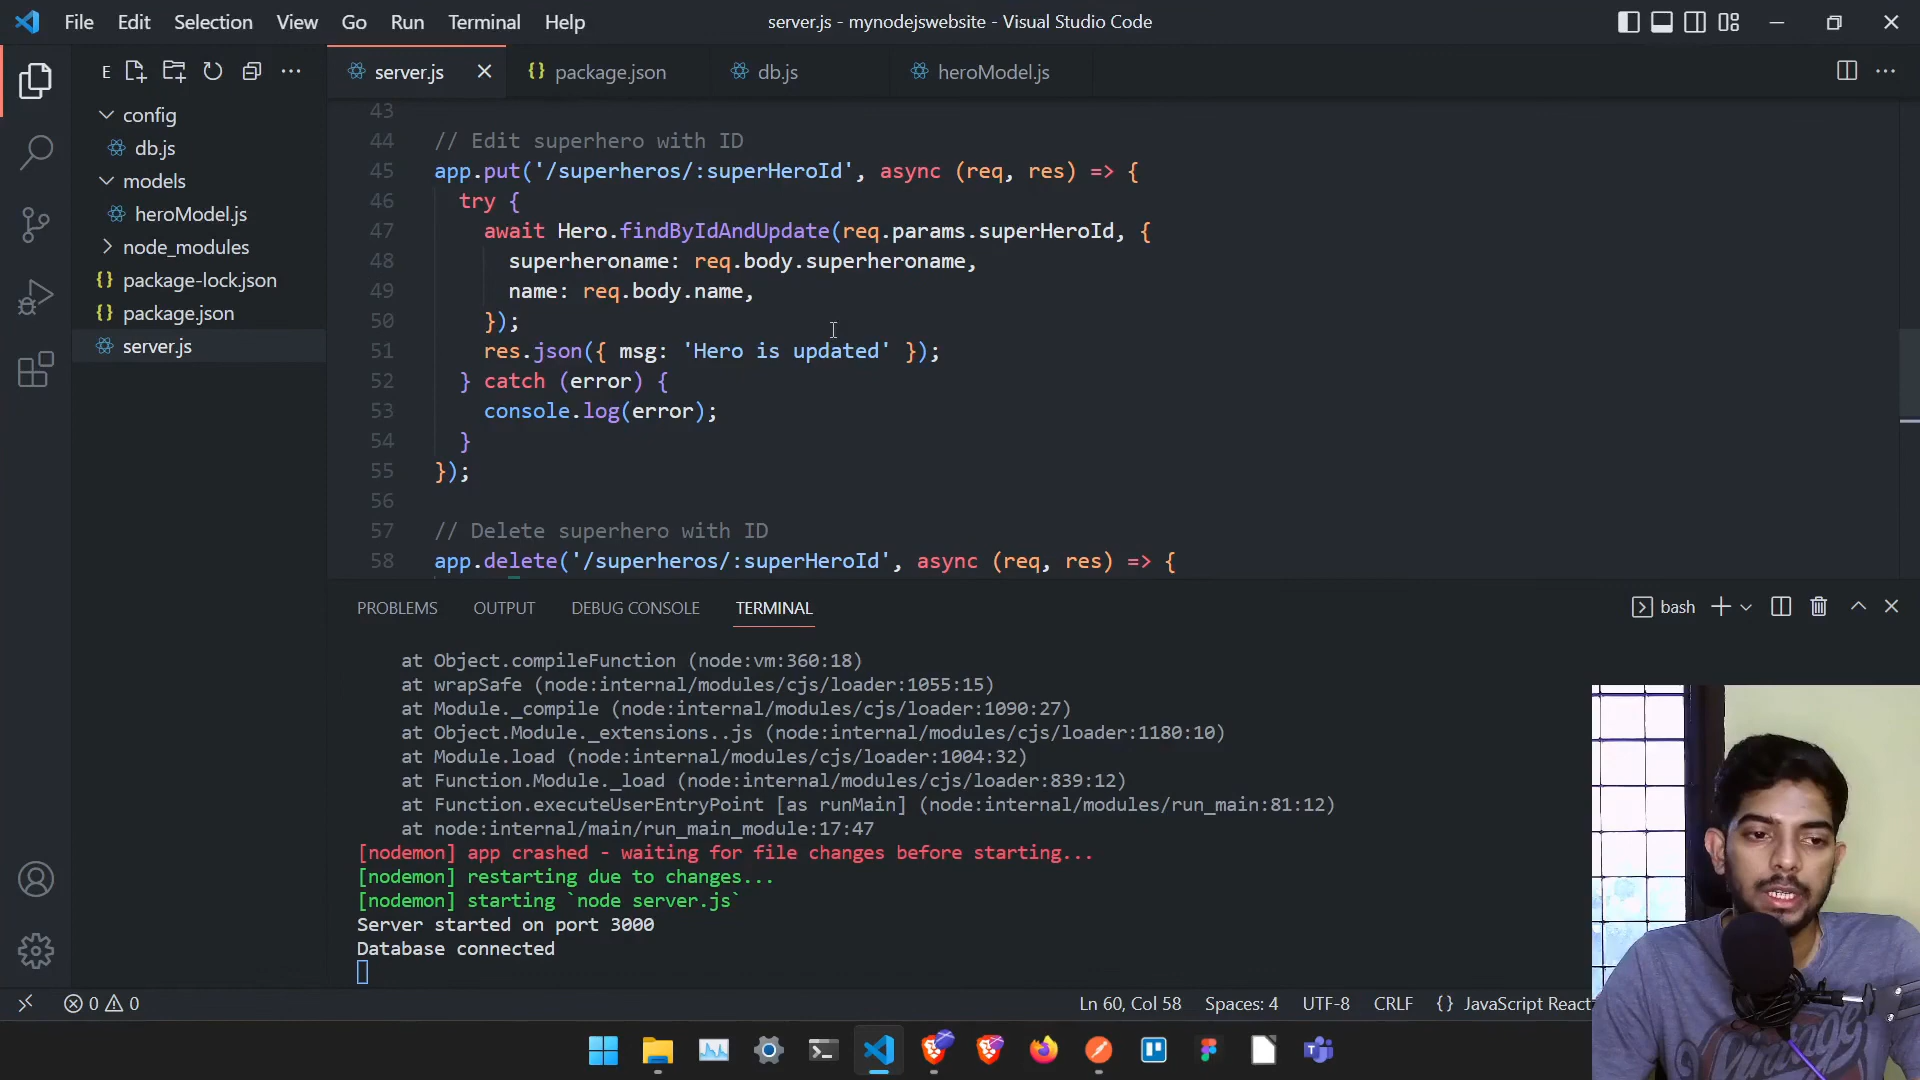 File Edit Selection View Go Run Terminal Help
server.js - mynodejswebsite - Visual Studio Code
E
config
db.js
models
heroModel.js
node_modules
package-lock.json
package.json
server.js
server.js
package.json
db.js
heroModel.js
43
44 // Edit superhero with ID
45 app.put('/superheros/:superHeroId', async (req, res) => {
46 try {
47 await Hero.findByIdAndUpdate(req.params.superHeroId, {
48 superheroname: req.body.superheroname,
49 name: req.body.name,
50 });
51 res.json({ msg: 'Hero is updated' });
52 } catch (error) {
53 console.log(error);
54 }
55 });
56
57 // Delete superhero with ID
58 app.delete('/superheros/:superHeroId', async (req, res) => {
PROBLEMS OUTPUT DEBUG CONSOLE TERMINAL
bash
at Object.compileFunction (node:vm:360:18)
at wrapSafe (node:internal/modules/cjs/loader:1055:15)
at Module._compile (node:internal/modules/cjs/loader:1090:27)
at Object.Module._extensions..js (node:internal/modules/cjs/loader:1180:10)
at Module.load (node:internal/modules/cjs/loader:1004:32)
at Function.Module._load (node:internal/modules/cjs/loader:839:12)
at Function.executeUserEntryPoint [as runMain] (node:internal/modules/run_main:81:12)
at node:internal/main/run_main_module:17:47
[nodemon] app crashed - waiting for file changes before starting...
[nodemon] restarting due to changes...
[nodemon] starting `node server.js`
Server started on port 3000
Database connected
0 0
Ln 60, Col 58 Spaces: 4 UTF-8 CRLF {} JavaScript React